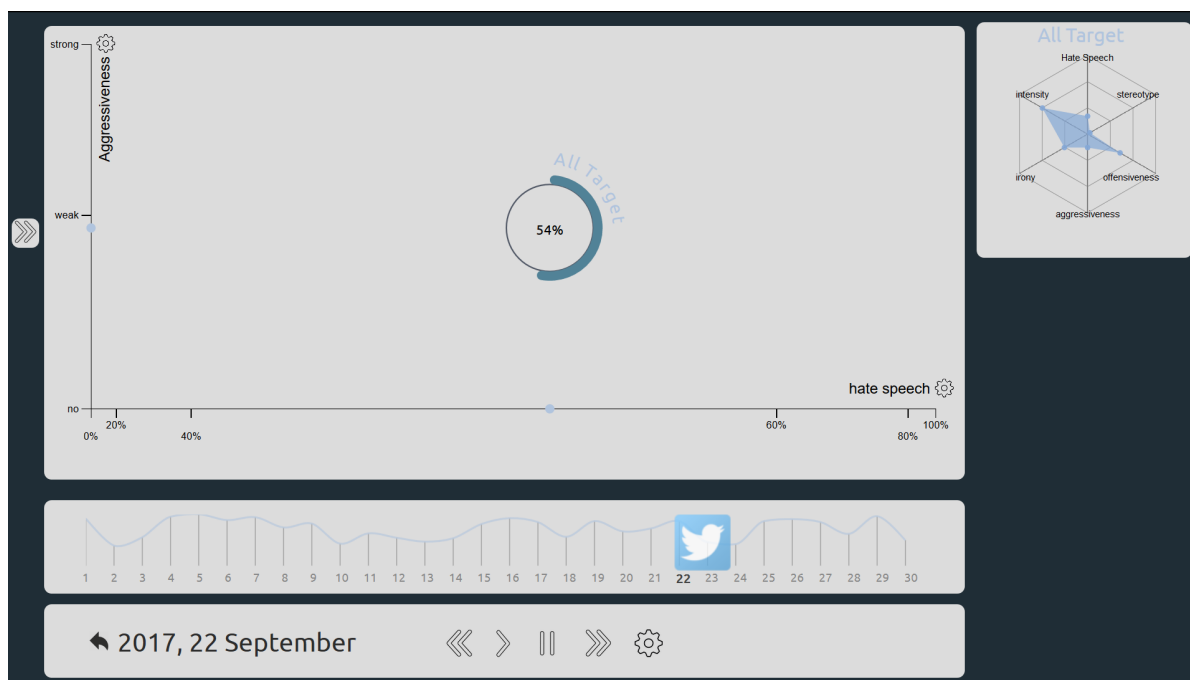 strong
Aggressiveness
weak
no
All Target
54%
hate speech
0%
20%
40%
60%
80%
100%
All Target
Hate Speech
intensity
stereotype
irony
offensiveness
aggressiveness
1 2 3 4 5 6 7 8 9 10 11 12 13 14 15 16 17 18 19 20 21 22 23 24 25 26 27 28 29 30
2017, 22 September